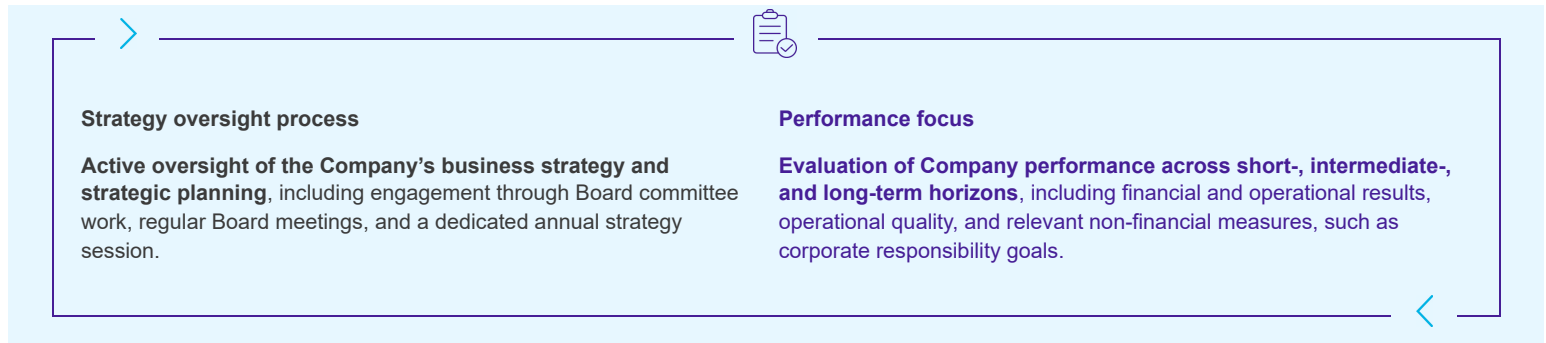 Strategy oversight process
Active oversight of the Company’s business strategy and
strategic planning, including engagement through Board committee
work, regular Board meetings, and a dedicated annual strategy
session.
Performance focus
Evaluation of Company performance across short-, intermediate-,
and long-term horizons, including financial and operational results,
operational quality, and relevant non-financial measures, such as
corporate responsibility goals.